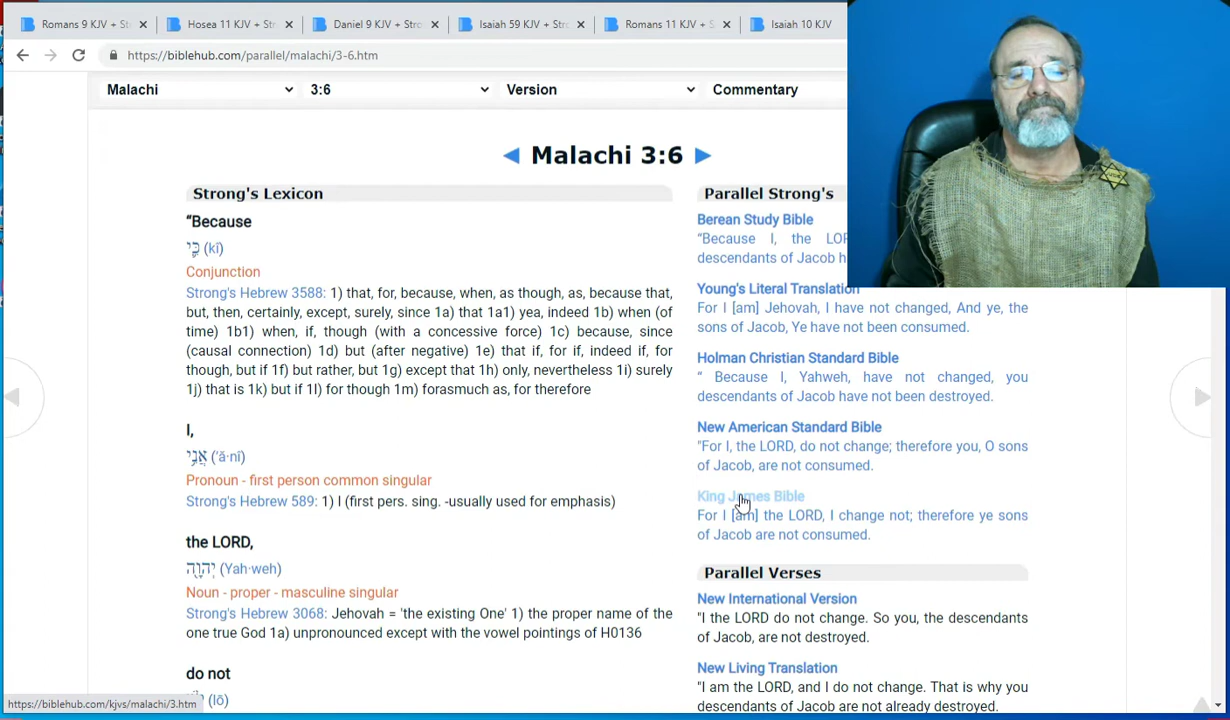 Romans 9 KJV + Str
Hosea 11 KJV + Str
Daniel 9 KJV + Str
Isaiah 59 KJV + Stro
Romans 11 KJV + S
Isaiah 10 KJV
https://biblehub.com/parallel/malachi/3-6.htm
Malachi 3:6 Version Commentary
Malachi 3:6
Strong's Lexicon
“Because
כִּ֛י (kî)
Conjunction
Strong's Hebrew 3588: 1) that, for, because, when, as though, as, because that,
but, then, certainly, except, surely, since 1a) that 1a1) yea, indeed 1b) when (of
time) 1b1) when, if, though (with a concessive force) 1c) because, since
(causal connection) 1d) but (after negative) 1e) that if, for if, indeed if, for
though, but if 1f) but rather, but 1g) except that 1h) only, nevertheless 1i) surely
1j) that is 1k) but if 1l) for though 1m) forasmuch as, for therefore
I,
אֲנִ֥י (’ă·nî)
Pronoun - first person common singular
Strong's Hebrew 589: 1) I (first pers. sing. -usually used for emphasis)
the LORD,
יְהוָ֖ה (Yah·weh)
Noun - proper - masculine singular
Strong's Hebrew 3068: Jehovah = 'the existing One' 1) the proper name of the
one true God 1a) unpronounced except with the vowel pointings of H0136
do not
(lō)
Parallel Strong's
Berean Study Bible
“Because I, the LOR
descendants of Jacob h
Young's Literal Translation
For I [am] Jehovah, I have not changed, And ye, the
sons of Jacob, Ye have not been consumed.
Holman Christian Standard Bible
“ Because I, Yahweh, have not changed, you
descendants of Jacob have not been destroyed.
New American Standard Bible
“For I, the LORD, do not change; therefore you, O sons
of Jacob, are not consumed.
King James Bible
For I [am] the LORD, I change not; therefore ye sons
of Jacob are not consumed.
Parallel Verses
New International Version
"I the LORD do not change. So you, the descendants
of Jacob, are not destroyed.
New Living Translation
"I am the LORD, and I do not change. That is why you
descendants of Jacob are not already destroyed.
https://biblehub.com/kjvs/malachi/3.htm